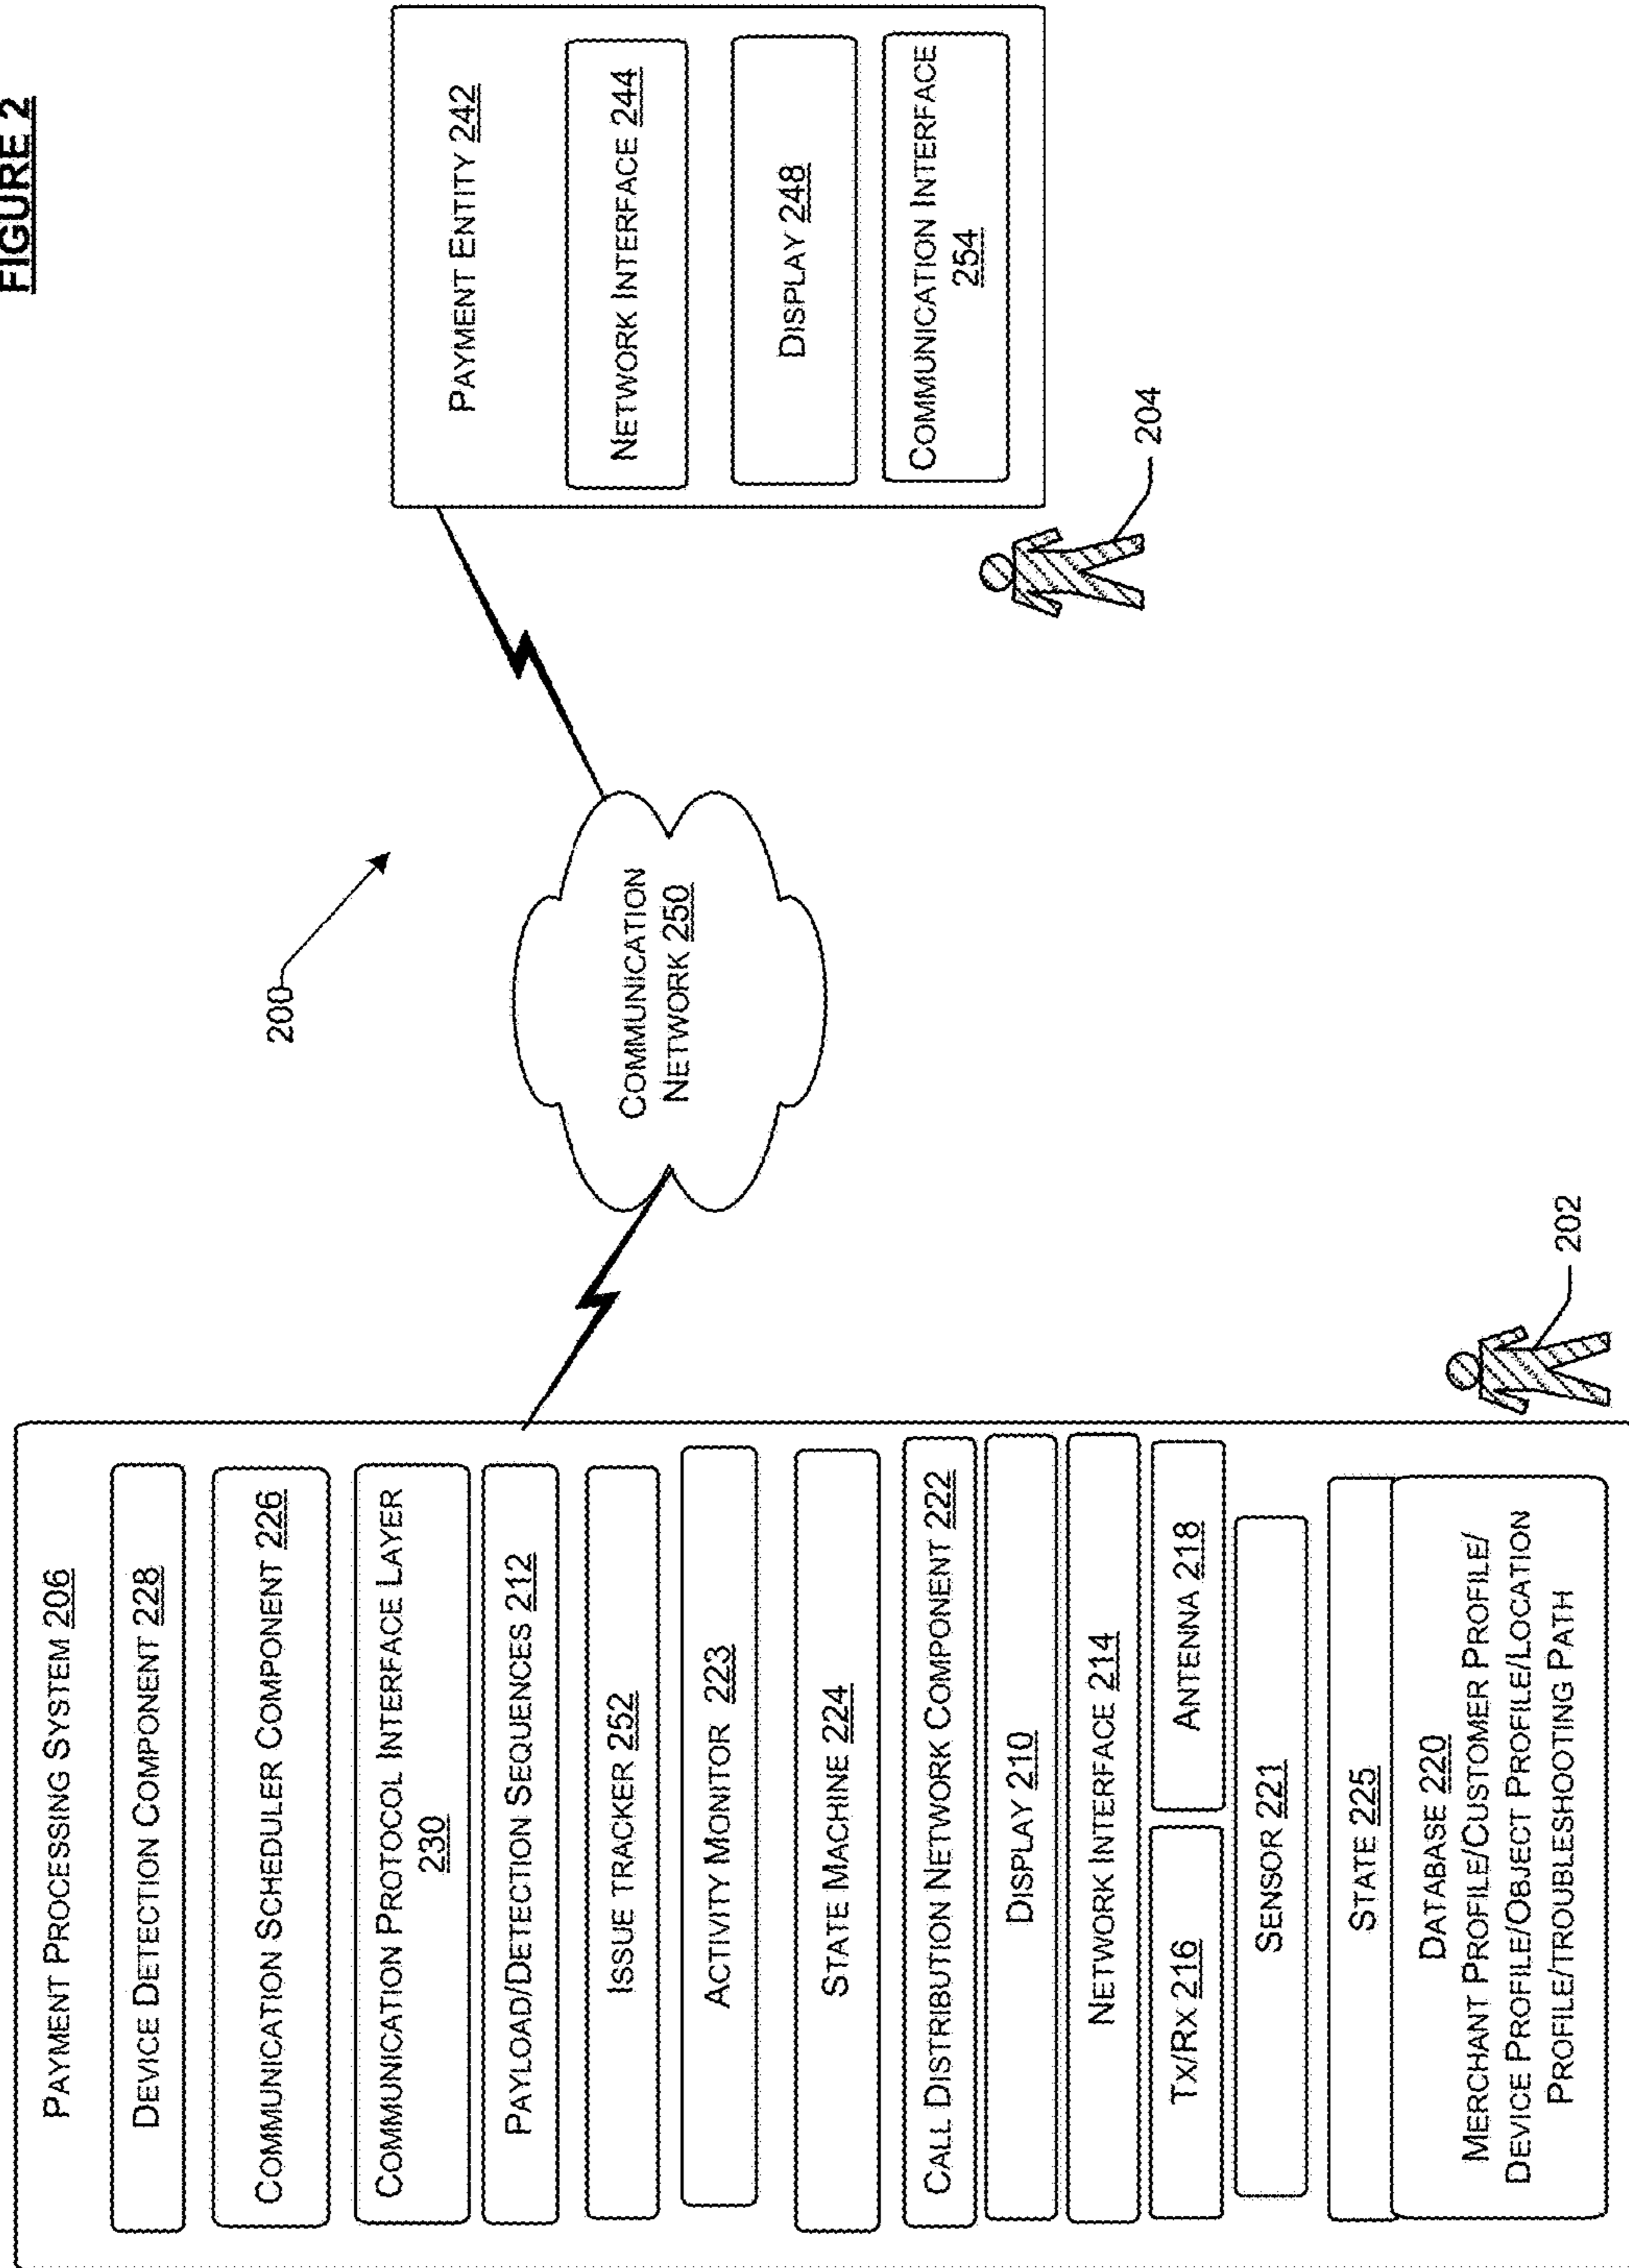 FIGURE 2
PAYMENT PROCESSING SYSTEM 206
DEVICE DETECTION COMPONENT 228
COMMUNICATION SCHEDULER COMPONENT 226
COMMUNICATION PROTOCOL INTERFACE LAYER
230
PAYLOAD/DETECTION SEQUENCES 212
ISSUE TRACKER 252
ACTIVITY MONITOR 223
STATE MACHINE 224
CALL DISTRIBUTION NETWORK COMPONENT 222
DISPLAY 210
NETWORK INTERFACE 214
TX/RX 216
ANTENNA 218
SENSOR 221
STATE 225
DATABASE 220
MERCHANT PROFILE/CUSTOMER PROFILE/
DEVICE PROFILE/OBJECT PROFILE/LOCATION
PROFILE/TROUBLESHOOTING PATH
202
200
COMMUNICATION
NETWORK 250
PAYMENT ENTITY 242
NETWORK INTERFACE 244
DISPLAY 248
COMMUNICATION INTERFACE
254
204